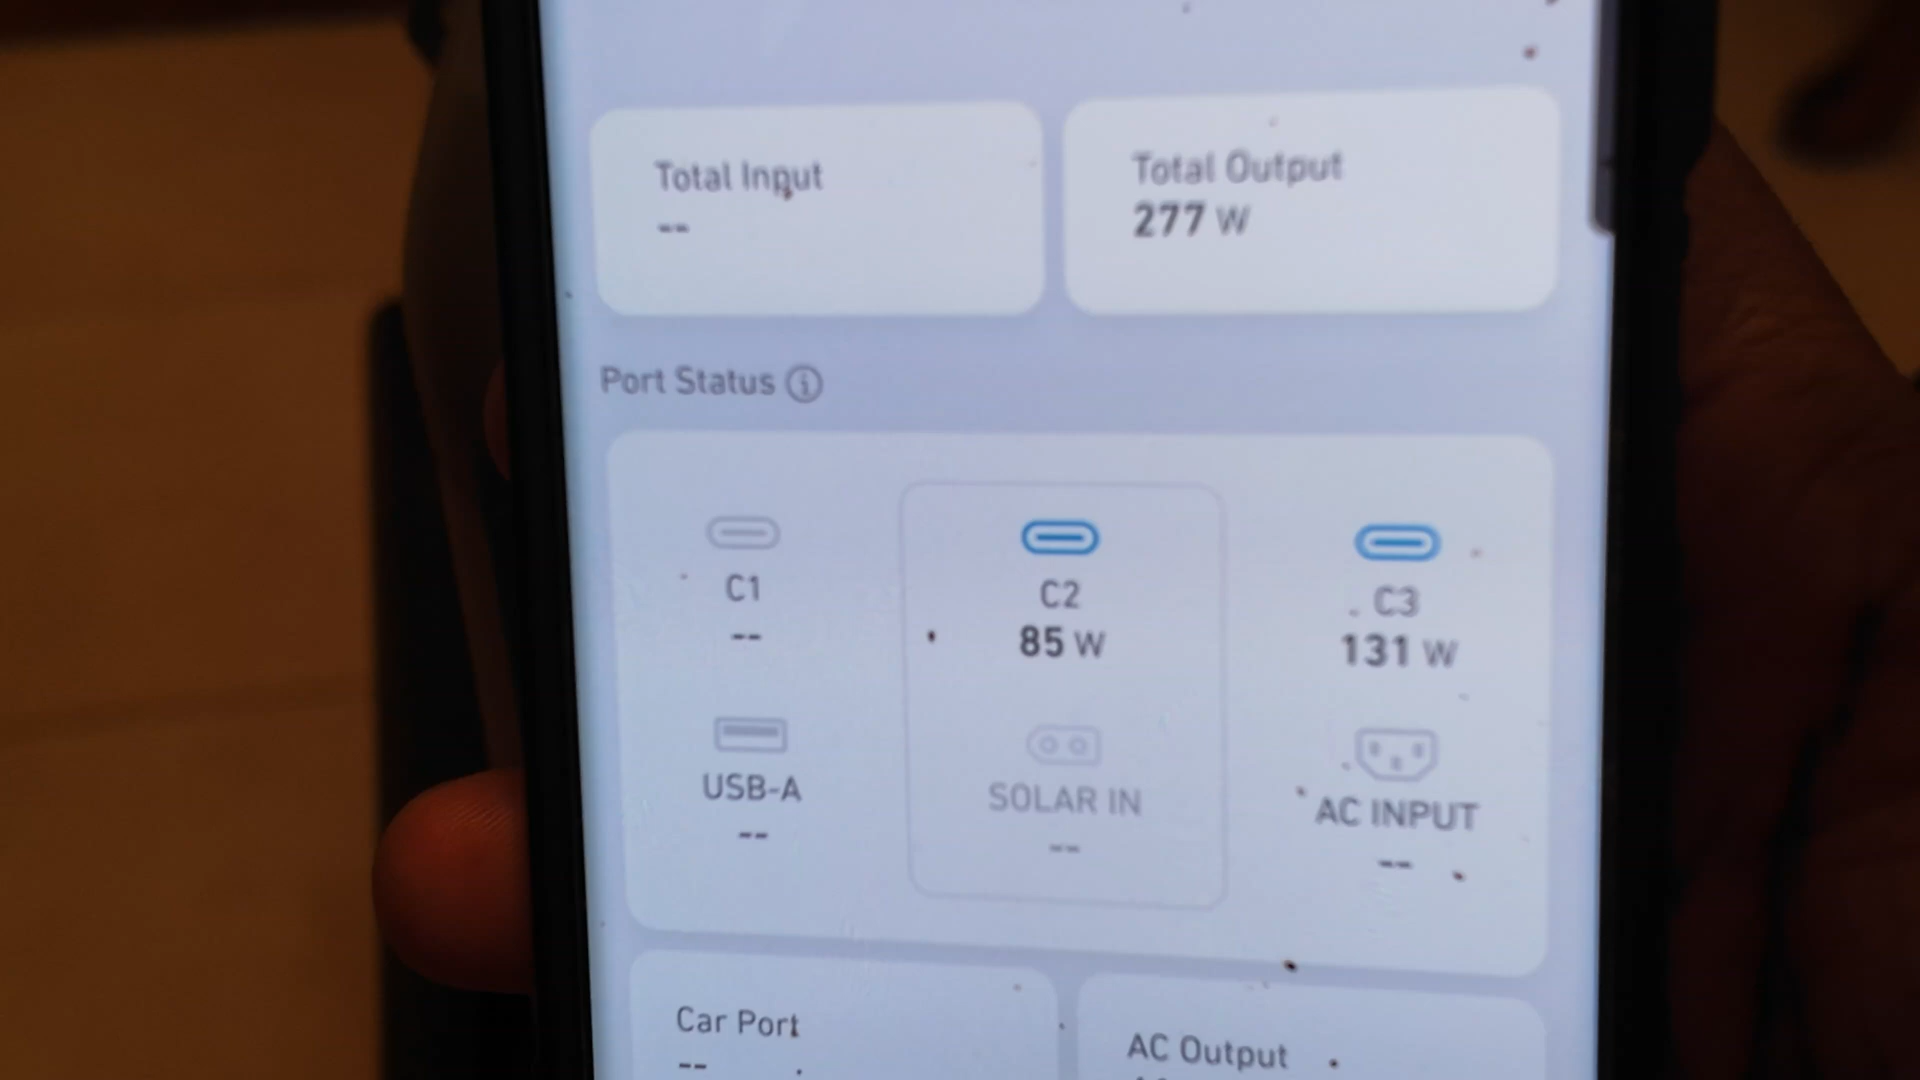 Total Input
--
Total Output
277 W
Port Status
C1
--
C2
85 W
C3
131 W
USB-A
--
SOLAR IN
--
AC INPUT
--
Car Port
--
AC Output